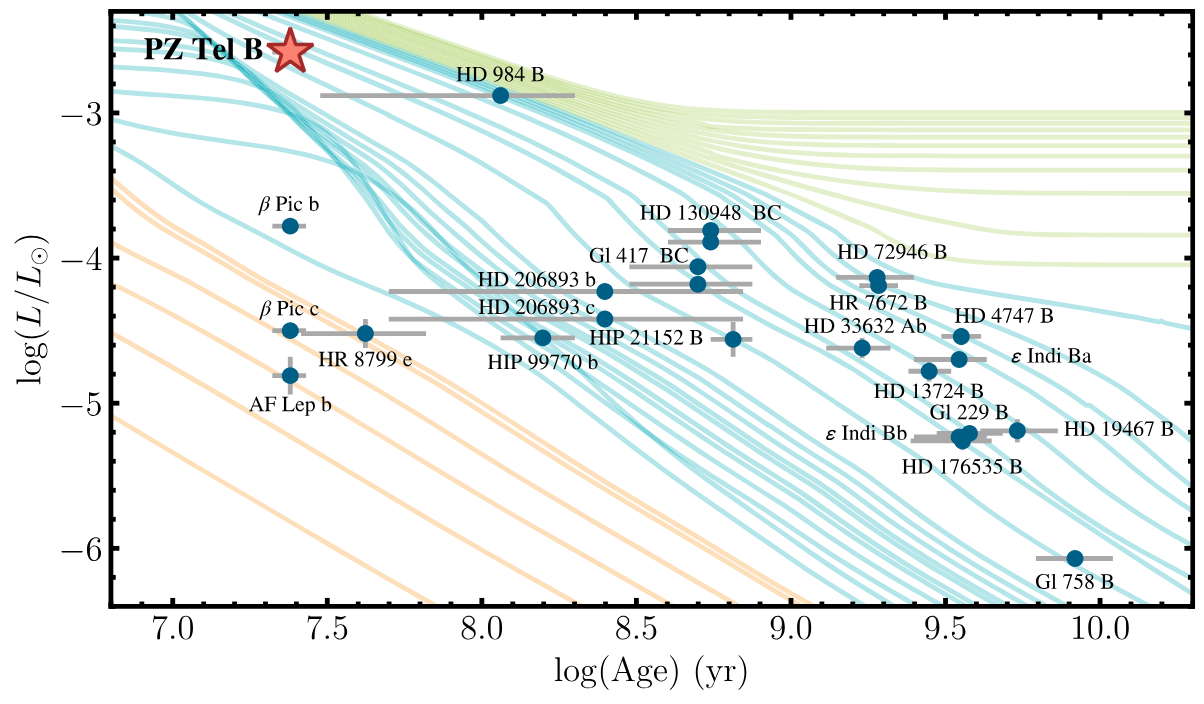 PZ Tel B
HD 984 B
β Pic b
HD 130948 BC
Gl 417 BC
HD 72946 B
HD 206893 b
HR 7672 B
β Pic c
HD 206893 c
HD 4747 B
HD 33632 Ab
HIP 21152 B
ε Indi Ba
HR 8799 e
HIP 99770 b
HD 13724 B
AF Lep b
Gl 229 B
ε Indi Bb
HD 19467 B
HD 176535 B
Gl 758 B
−3
−4
−5
−6
log(L/L⊙)
7.0 7.5 8.0 8.5 9.0 9.5 10.0
log(Age) (yr)